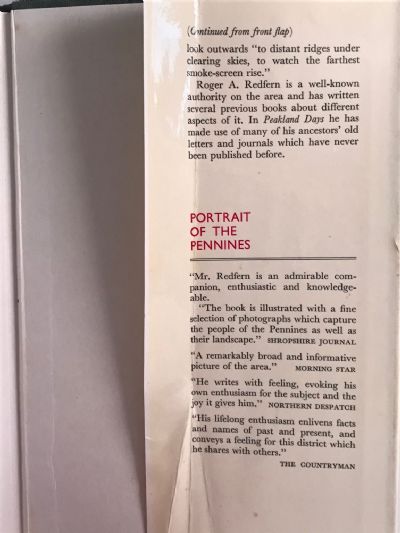 (Continued from front flap)
look outwards "to distant ridges under
clearing skies, to watch the farthest
smoke-screen rise."
Roger A. Redfern is a well-known
authority on the area and has written
several previous books about different
aspects of it. In Peakland Days he has
made use of many of his ancestors' old
letters and journals which have never
been published before.
PORTRAIT
OF THE
PENNINES
"Mr. Redfern is an admirable com-
panion, enthusiastic and knowledge-
able.
"The book is illustrated with a fine
selection of photographs which capture
the people of the Pennines as well as
their landscape." SHROPSHIRE JOURNAL
"A remarkably broad and informative
picture of the area." MORNING STAR
"He writes with feeling, evoking his
own enthusiasm for the subject and the
joy it gives him." NORTHERN DESPATCH
"His lifelong enthusiasm enlivens facts
and names of past and present, and
conveys a feeling for this district which
he shares with others."
THE COUNTRYMAN